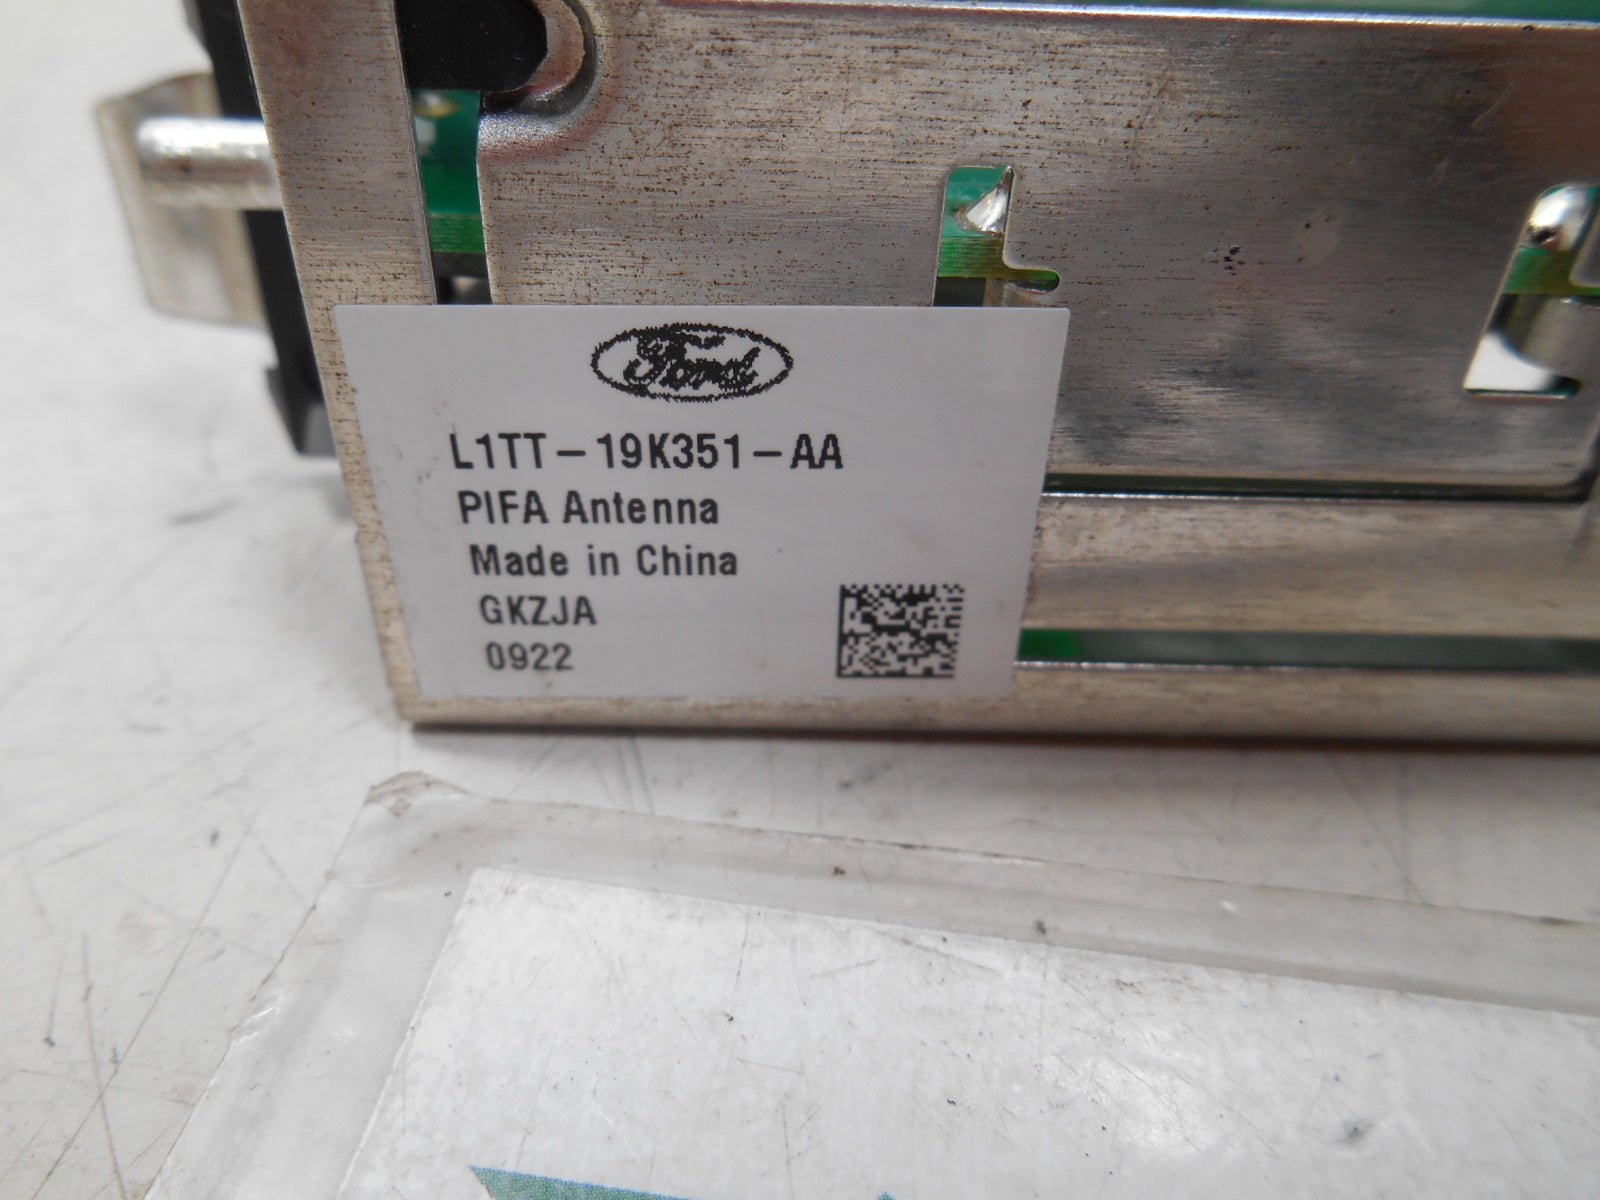 Ford
L1TT-19K351-AA
PIFA Antenna
Made in China
GKZJA
0922